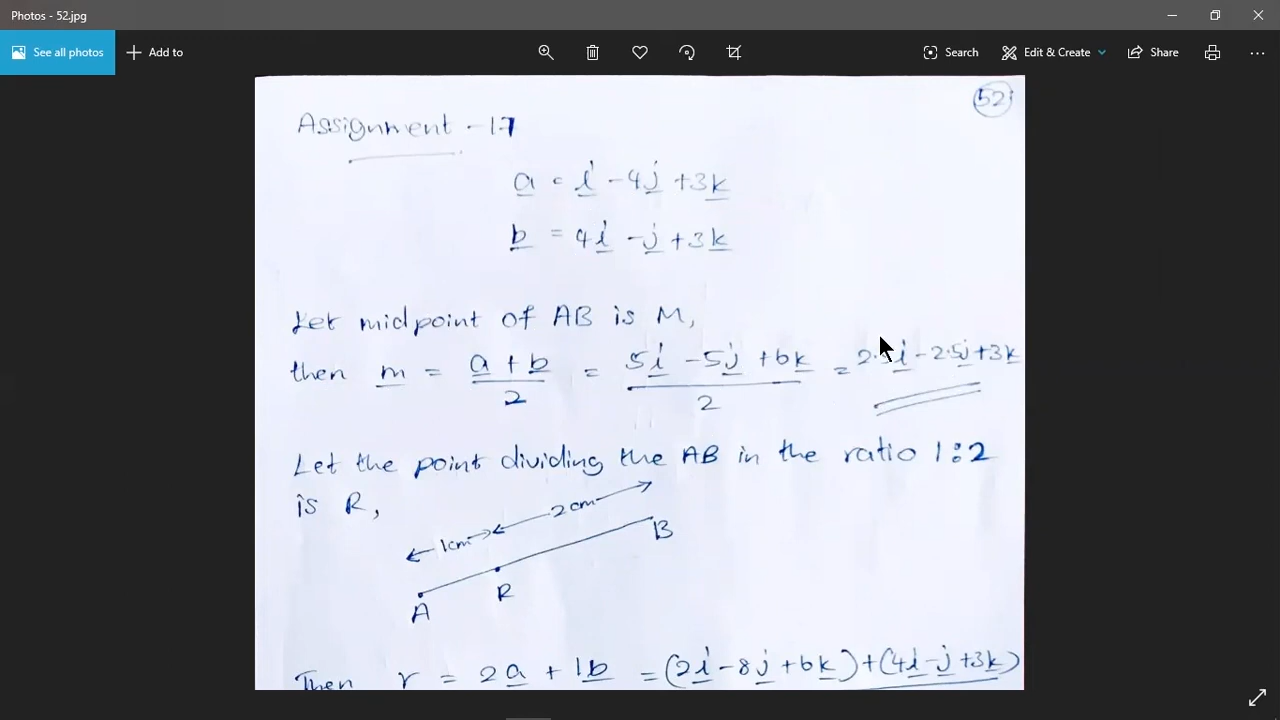 Photos - 52.jpg
See all photos
Add to
Search
Edit & Create
Share
52
Assignment - 17
a = i - 4j + 3k
b = 4i - j + 3k
Let midpoint of AB is M,
then m = a + b / 2 = 5i - 5j + 6k / 2 = 2.5i - 2.5j + 3k
Let the point dividing the AB in the ratio 1:2
is R,
1cm
2cm
A
R
B
Then r = 2a + 1b = (2i - 8j + 6k) + (4i - j + 3k)